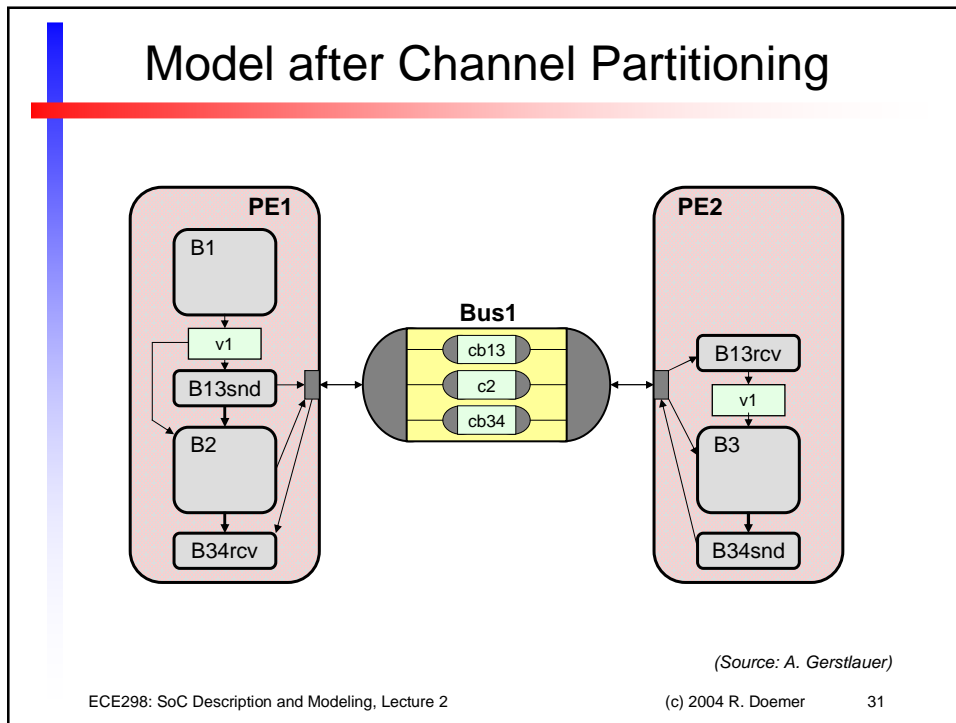 Model after Channel Partitioning
PE1
B1
v1
B13snd
B2
B34rcv
Bus1
cb13
c2
cb34
PE2
B13rcv
v1
B3
B34snd
(Source: A. Gerstlauer)
ECE298: SoC Description and Modeling, Lecture 2
(c) 2004 R. Doemer
31